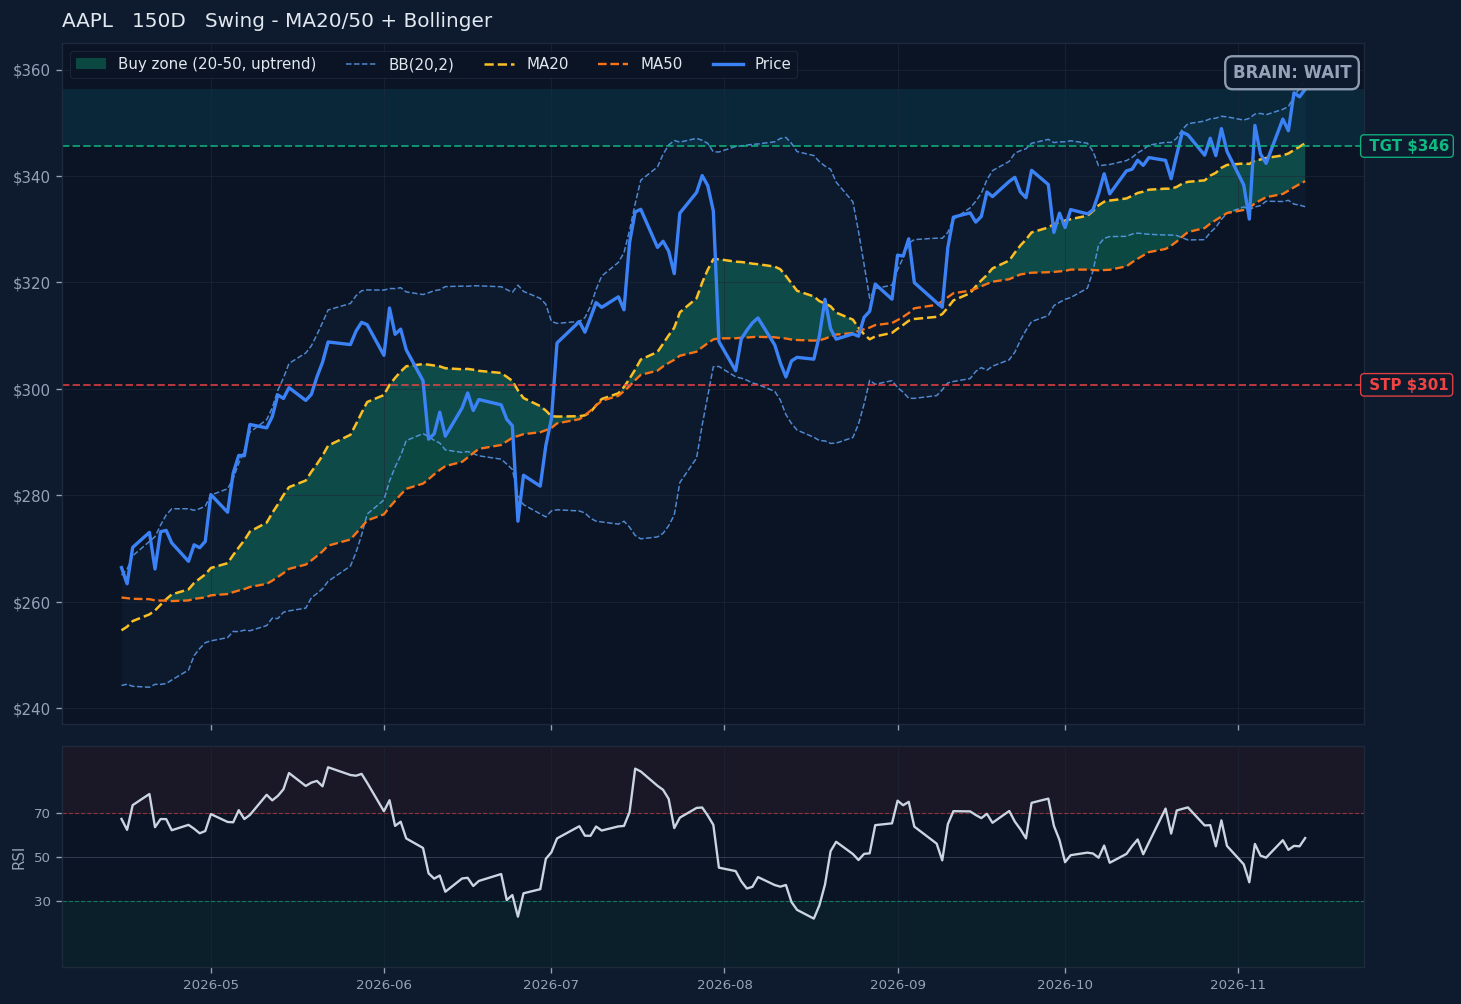 AAPL   150D   Swing - MA20/50 + Bollinger
Buy zone (20-50, uptrend)
BB(20,2)
MA20
MA50
Price
BRAIN: WAIT
$360
$340
$320
$300
$280
$260
$240
TGT $346
STP $301
RSI
70
50
30
2026-05
2026-06
2026-07
2026-08
2026-09
2026-10
2026-11